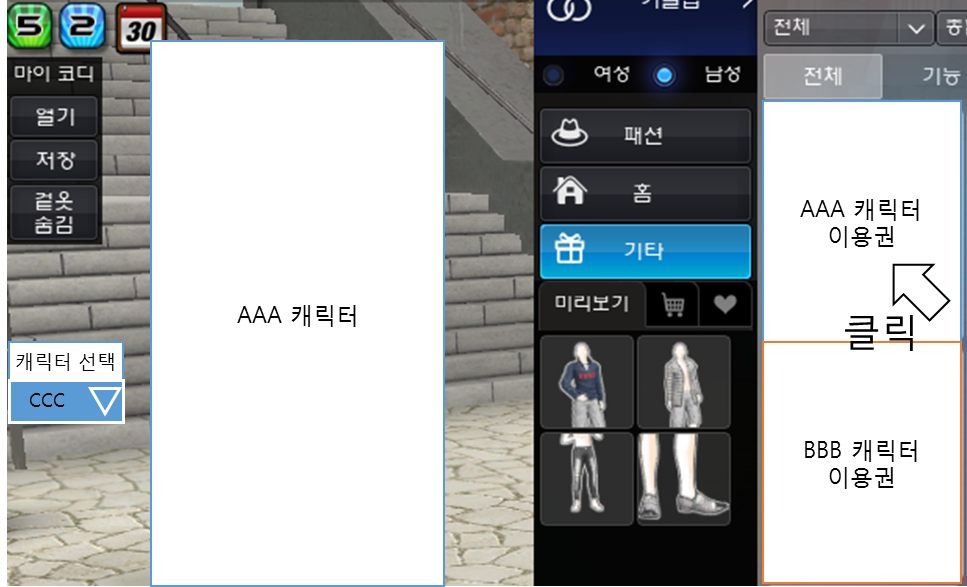 5 2 30
마이 코디
열기
저장
겉옷
숨김
캐릭터 선택
CCC
AAA 캐릭터
여성 남성
패션
홈
기타
미리보기
전체
전체 기능
AAA 캐릭터
이용권
클릭
BBB 캐릭터
이용권